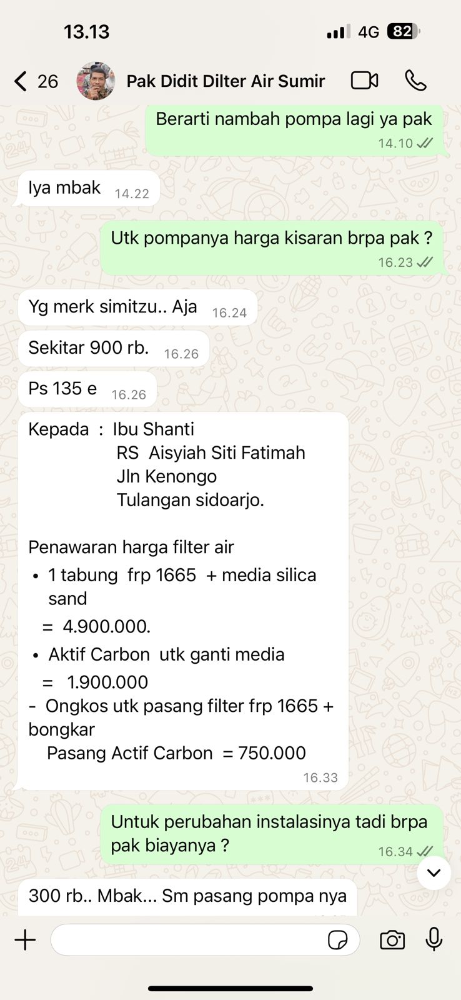 13.13
4G 82
26 Pak Didit Dilter Air Sumir
Berarti nambah pompa lagi ya pak
14.10
Iya mbak 14.22
Utk pompanya harga kisaran brpa pak ?
16.23
Yg merk simitzu.. Aja 16.24
Sekitar 900 rb. 16.26
Ps 135 e 16.26
Kepada : Ibu Shanti
RS Aisyiah Siti Fatimah
Jln Kenongo
Tulangan sidoarjo.
Penawaran harga filter air
• 1 tabung frp 1665 + media silica
sand
= 4.900.000.
• Aktif Carbon utk ganti media
= 1.900.000
- Ongkos utk pasang filter frp 1665 +
bongkar
Pasang Actif Carbon = 750.000
16.33
Untuk perubahan instalasinya tadi brpa
pak biayanya ?
16.34
300 rb.. Mbak... Sm pasang pompa nya